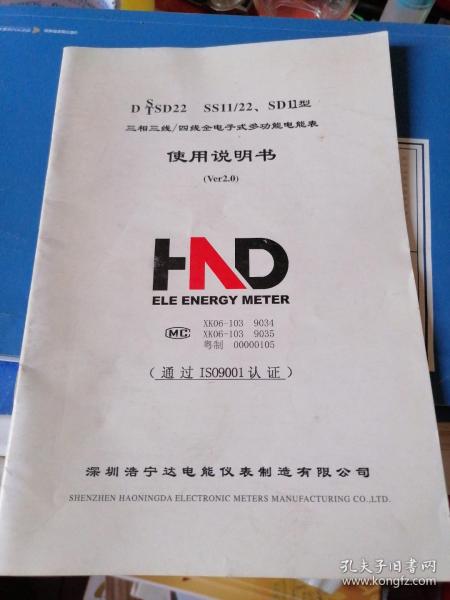 D S/T SD22 SS11/22、SD11型
三相三线/四线全电子式多功能电能表
使用说明书
(Ver2.0)
HND
ELE ENERGY METER
MC
XK06-103 9034
XK06-103 9035
粤制 00000105
(通过ISO9001认证)
深圳浩宁达电能仪表制造有限公司
SHENZHEN HAONINGDA ELECTRONIC METERS MANUFACTURING CO.,LTD.
孔夫子旧书网
www.kongfz.com